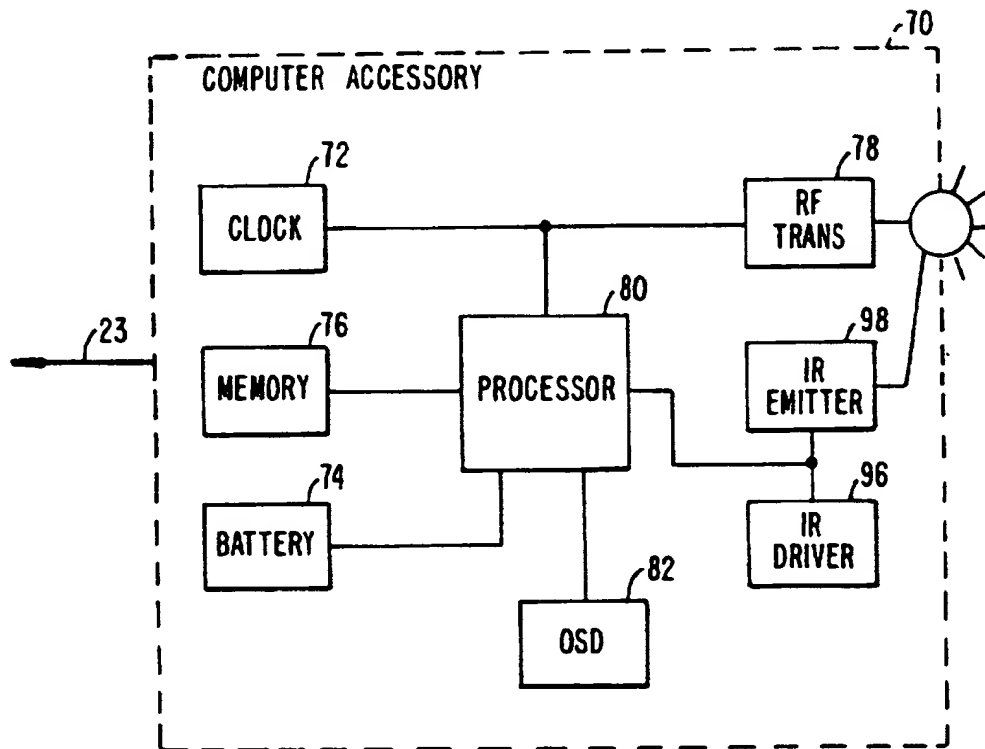 70
COMPUTER ACCESSORY
72
CLOCK
78
RF
TRANS
80
PROCESSOR
23
76
MEMORY
98
IR
EMITTER
74
BATTERY
96
IR
DRIVER
82
OSD